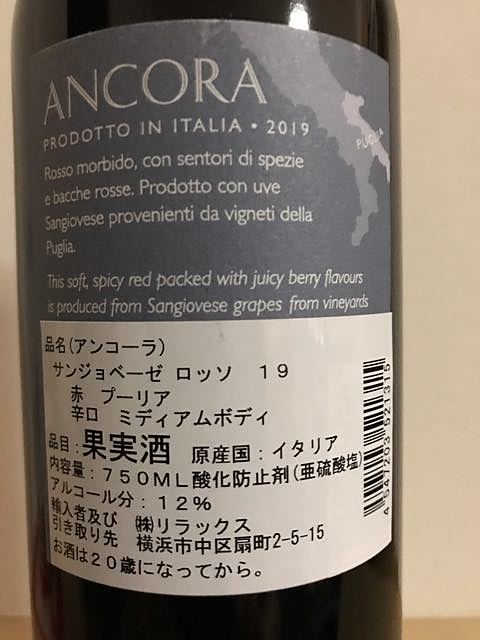 ANCORA
PRODOTTO IN ITALIA • 2019
PUGLIA
Rosso morbido, con sentori di spezie
e bacche rosse. Prodotto con uve
Sangiovese provenienti da vigneti della
Puglia.
This soft, spicy red packed with juicy berry flavours
is produced from Sangiovese grapes from vineyards
品名(アンコーラ)
サンジョベーゼ ロッソ 19
赤 プーリア
辛口 ミディアムボディ
品目:果実酒 原産国:イタリア
内容量:750ML酸化防止剤(亜硫酸塩)
アルコール分:12%
輸入者及び ㈱リラックス
引き取り先 横浜市中区扇町2-5-15
お酒は20歳になってから。
4 547203 521315